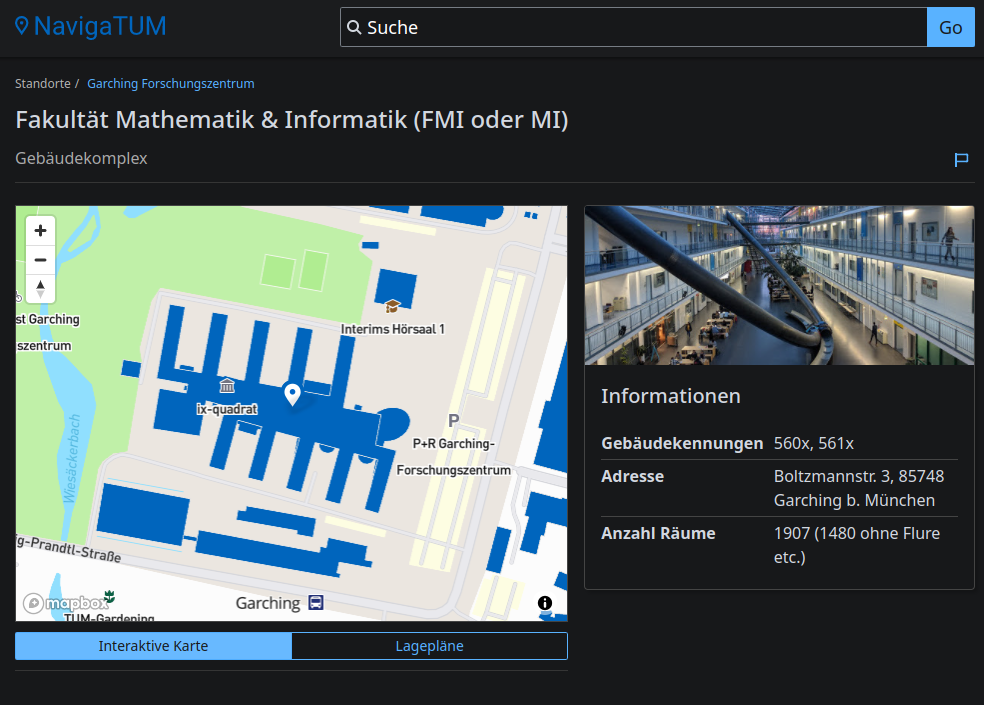 NavigaTUM
Suche
Go
Standorte / Garching Forschungszentrum
Fakultät Mathematik & Informatik (FMI oder MI)
Gebäudekomplex
+
−
st Garching
szentrum
Interims Hörsaal 1
ix-quadrat
P
P+R Garching-
Forschungszentrum
Wiesäckerbach
ig-Prandtl-Straße
mapbox
Garching
TUM-Gardening
Interaktive Karte
Lagepläne
Informationen
Gebäudekennungen 560x, 561x
Adresse Boltzmannstr. 3, 85748
Garching b. München
Anzahl Räume 1907 (1480 ohne Flure
etc.)